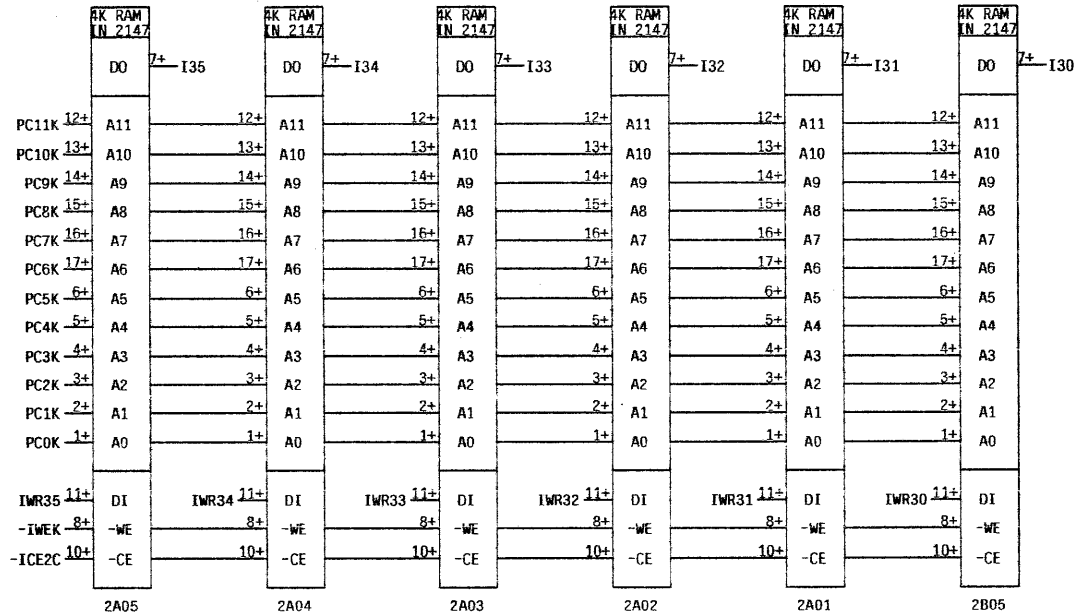 4K RAM 4K RAM 4K RAM 4K RAM 4K RAM 4K RAM
IN 2147 IN 2147 IN 2147 IN 2147 IN 2147 IN 2147
DO 7+ I35 DO 7+ I34 DO 7+ I33 DO 7+ I32 DO 7+ I31 DO 7+ I30
PC11K 12+ A11 12+ A11 12+ A11 12+ A11 12+ A11 12+ A11
PC10K 13+ A10 13+ A10 13+ A10 13+ A10 13+ A10 13+ A10
PC9K 14+ A9 14+ A9 14+ A9 14+ A9 14+ A9 14+ A9
PC8K 15+ A8 15+ A8 15+ A8 15+ A8 15+ A8 15+ A8
PC7K 16+ A7 16+ A7 16+ A7 16+ A7 16+ A7 16+ A7
PC6K 17+ A6 17+ A6 17+ A6 17+ A6 17+ A6 17+ A6
PC5K 6+ A5 6+ A5 6+ A5 6+ A5 6+ A5 6+ A5
PC4K 5+ A4 5+ A4 5+ A4 5+ A4 5+ A4 5+ A4
PC3K 4+ A3 4+ A3 4+ A3 4+ A3 4+ A3 4+ A3
PC2K 3+ A2 3+ A2 3+ A2 3+ A2 3+ A2 3+ A2
PC1K 2+ A1 2+ A1 2+ A1 2+ A1 2+ A1 2+ A1
PC0K 1+ A0 1+ A0 1+ A0 1+ A0 1+ A0 1+ A0
IWR35 11+ DI IWR34 11+ DI IWR33 11+ DI IWR32 11+ DI IWR31 11+ DI IWR30 11+ DI
-IWEK 8+ -WE 8+ -WE 8+ -WE 8+ -WE 8+ -WE 8+ -WE
-ICE2C 10+ -CE 10+ -CE 10+ -CE 10+ -CE 10+ -CE 10+ -CE
2A05 2A04 2A03 2A02 2A01 2B05